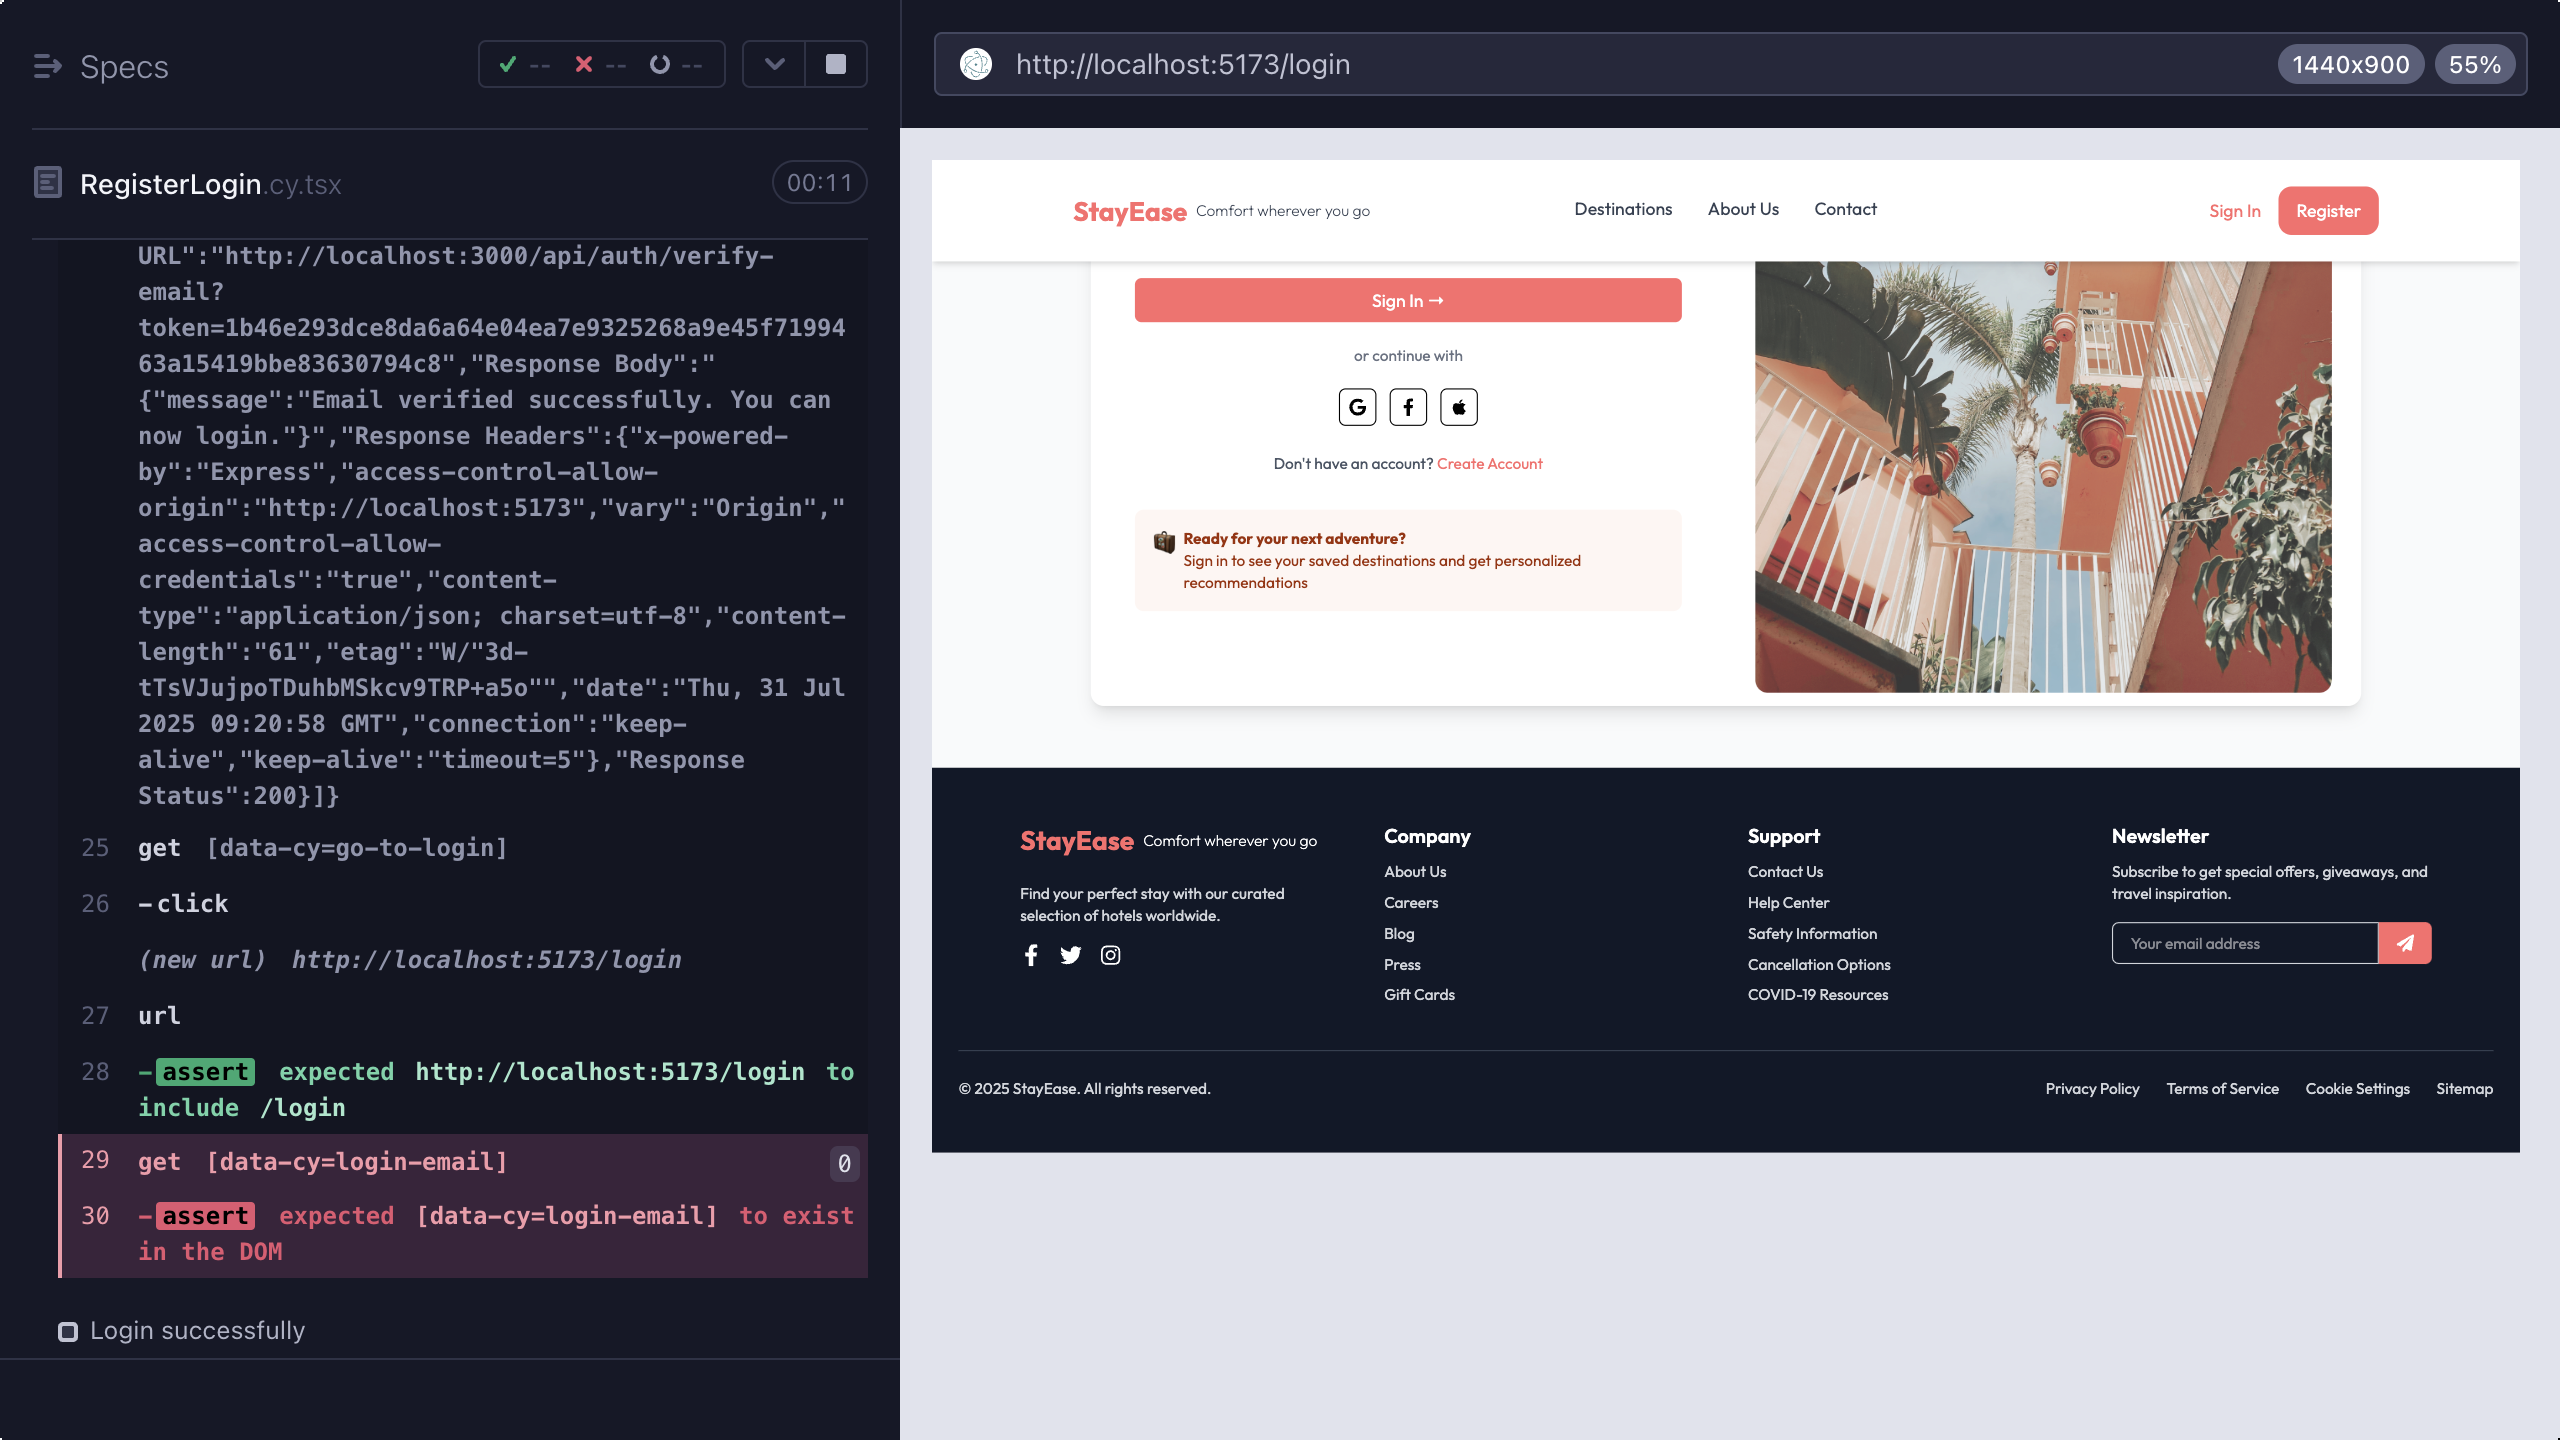 Specs
-- -- --
RegisterLogin.cy.tsx
00:11
URL":"http://localhost:3000/api/auth/verify-
email?
token=1b46e293dce8da6a64e04ea7e9325268a9e45f71994
63a15419bbe83630794c8","Response Body":"
{"message":"Email verified successfully. You can
now login."}","Response Headers":{"x-powered-
by":"Express","access-control-allow-
origin":"http://localhost:5173","vary":"Origin","
access-control-allow-
credentials":"true","content-
type":"application/json; charset=utf-8","content-
length":"61","etag":"W/"3d-
tTsVJujpoTDuhbMSkcv9TRP+a5o"","date":"Thu, 31 Jul
2025 09:20:58 GMT","connection":"keep-
alive","keep-alive":"timeout=5"},"Response
Status":200}]}
25 get [data-cy=go-to-login]
26 -click
(new url) http://localhost:5173/login
27 url
28 -assert expected http://localhost:5173/login to
include /login
29 get [data-cy=login-email] 0
30 -assert expected [data-cy=login-email] to exist
in the DOM
Login successfully
http://localhost:5173/login
1440x900 55%
StayEase Comfort wherever you go
Destinations About Us Contact
Sign In Register
Sign In →
or continue with
Don't have an account? Create Account
Ready for your next adventure?
Sign in to see your saved destinations and get personalized
recommendations
StayEase Comfort wherever you go
Find your perfect stay with our curated
selection of hotels worldwide.
Company
About Us
Careers
Blog
Press
Gift Cards
Support
Contact Us
Help Center
Safety Information
Cancellation Options
COVID-19 Resources
Newsletter
Subscribe to get special offers, giveaways, and
travel inspiration.
Your email address
© 2025 StayEase. All rights reserved.
Privacy Policy Terms of Service Cookie Settings Sitemap